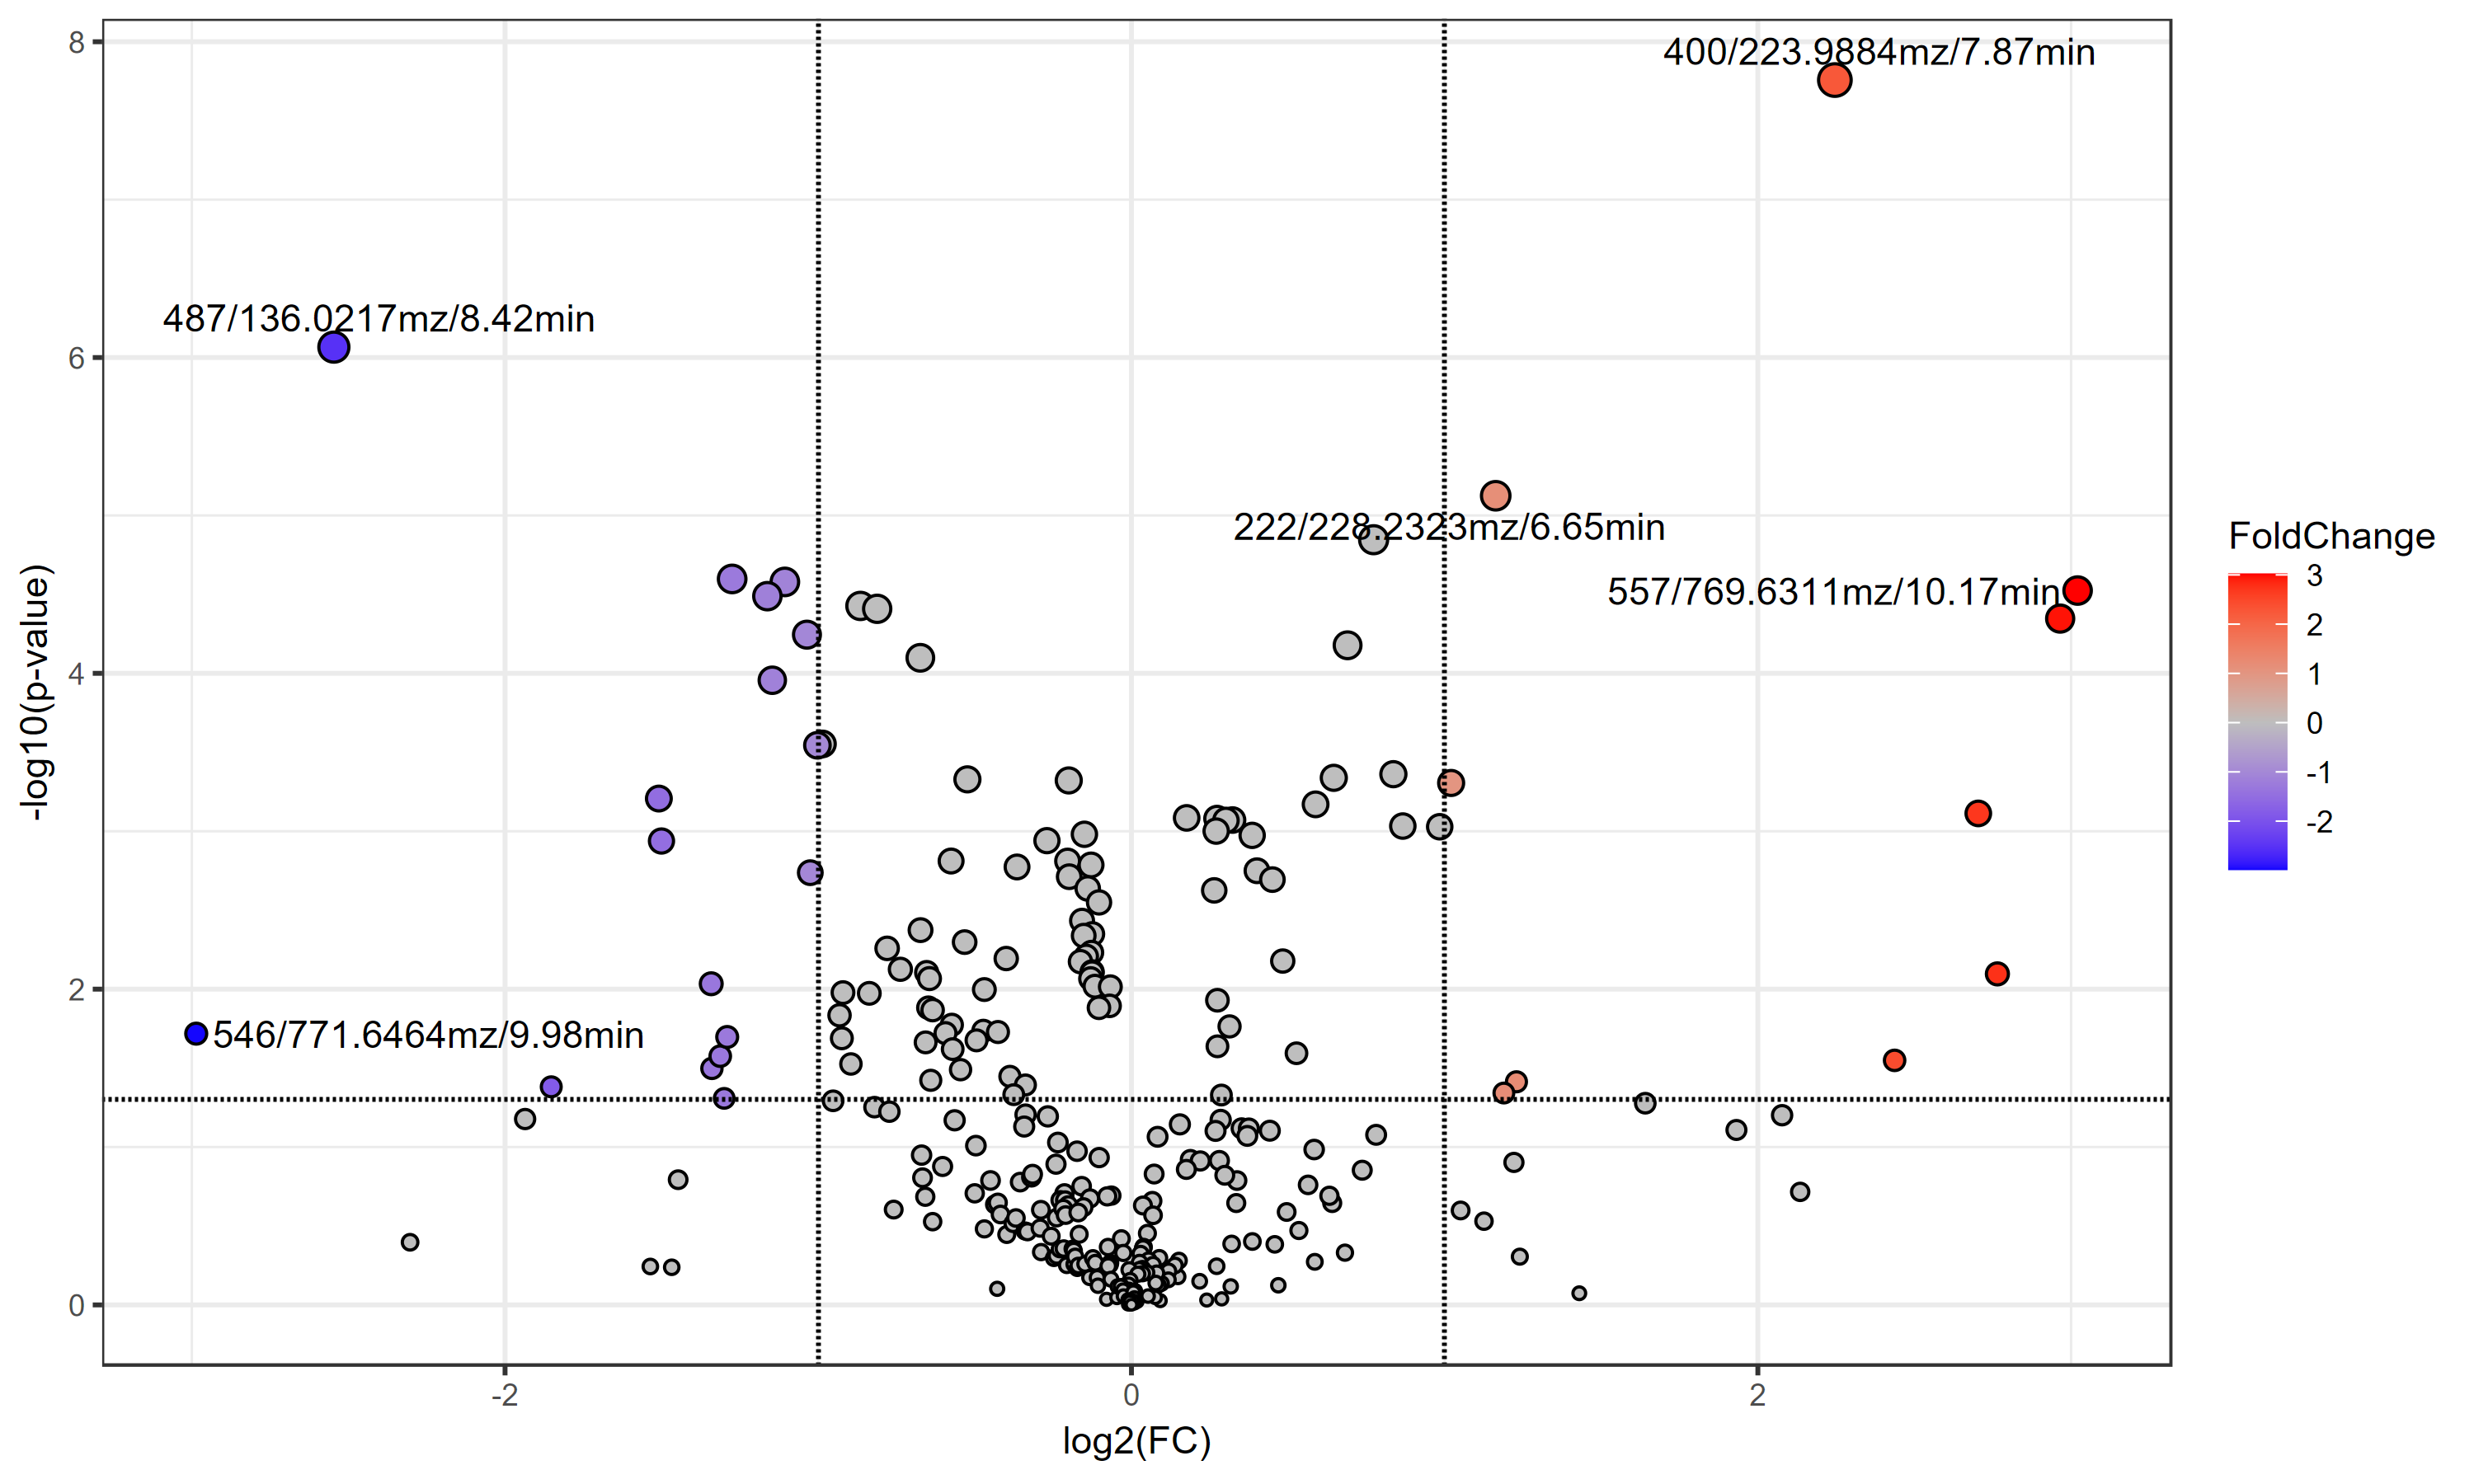 8
400/223.9884mz/7.87min
487/136.0217mz/8.42min
6
222/228.2323mz/6.65min
557/769.6311mz/10.17min
4
2
546/771.6464mz/9.98min
0
-log10(p-value)
-2
0
2
log2(FC)
FoldChange
3
2
1
0
-1
-2